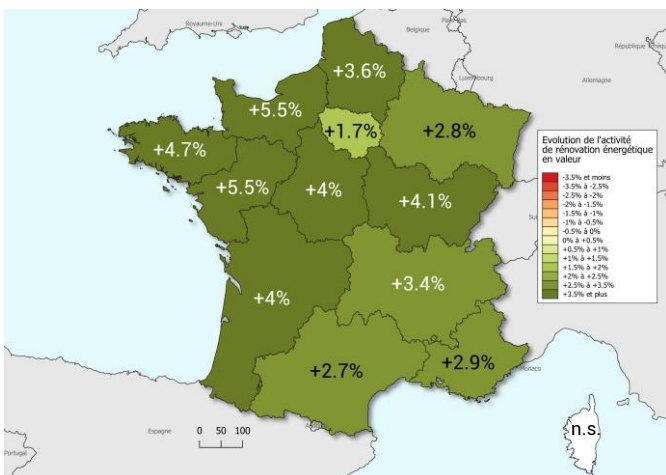 Royaume-Uni
Pays-Bas
Belgique
République Tchèque
Luxembourg
Allemagne
+3.6%
+5.5%
+1.7%
+2.8%
+4.7%
+5.5%
+4%
+4.1%
+4%
+3.4%
+2.7%
+2.9%
Monaco
n.s.
Espagne
Portugal
0 50 100
Evolution de l'activité
de rénovation énergétique
en valeur
-3.5% et moins
-3.5% à -2.5%
-2.5% à -2%
-2% à -1.5%
-1.5% à -1%
-1% à -0.5%
-0.5% à 0%
0% à +0.5%
+0.5% à +1%
+1% à +1.5%
+1.5% à +2%
+2% à +2.5%
+2.5% à +3.5%
+3.5% et plus